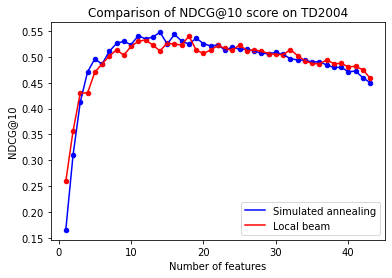 Comparison of NDCG@10 score on TD2004
0.55
0.50
0.45
0.40
0.35
0.30
0.25
0.20
0.15
NDCG@10
Simulated annealing
Local beam
0 10 20 30 40
Number of features